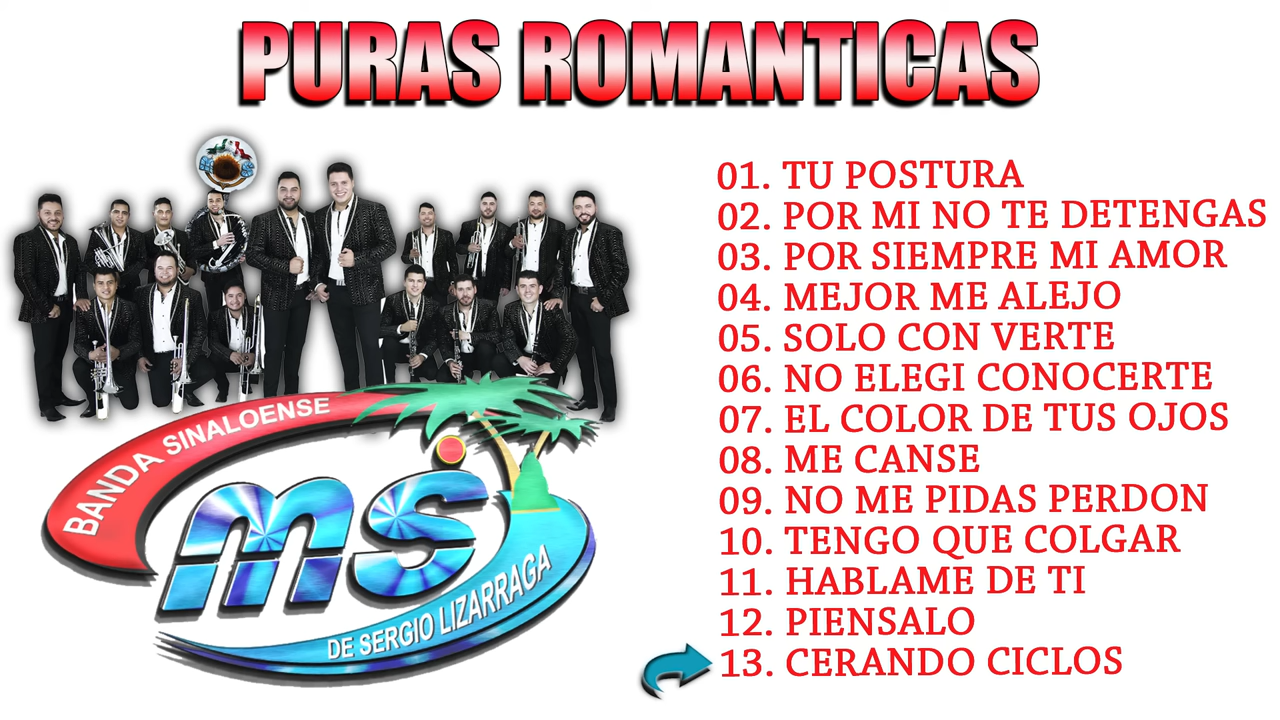 PURAS ROMANTICAS
01. TU POSTURA
02. POR MI NO TE DETENGAS
03. POR SIEMPRE MI AMOR
04. MEJOR ME ALEJO
05. SOLO CON VERTE
06. NO ELEGI CONOCERTE
07. EL COLOR DE TUS OJOS
08. ME CANSE
09. NO ME PIDAS PERDON
10. TENGO QUE COLGAR
11. HABLAME DE TI
12. PIENSALO
13. CERANDO CICLOS
BANDA SINALOENSE
MS
DE SERGIO LIZARRAGA